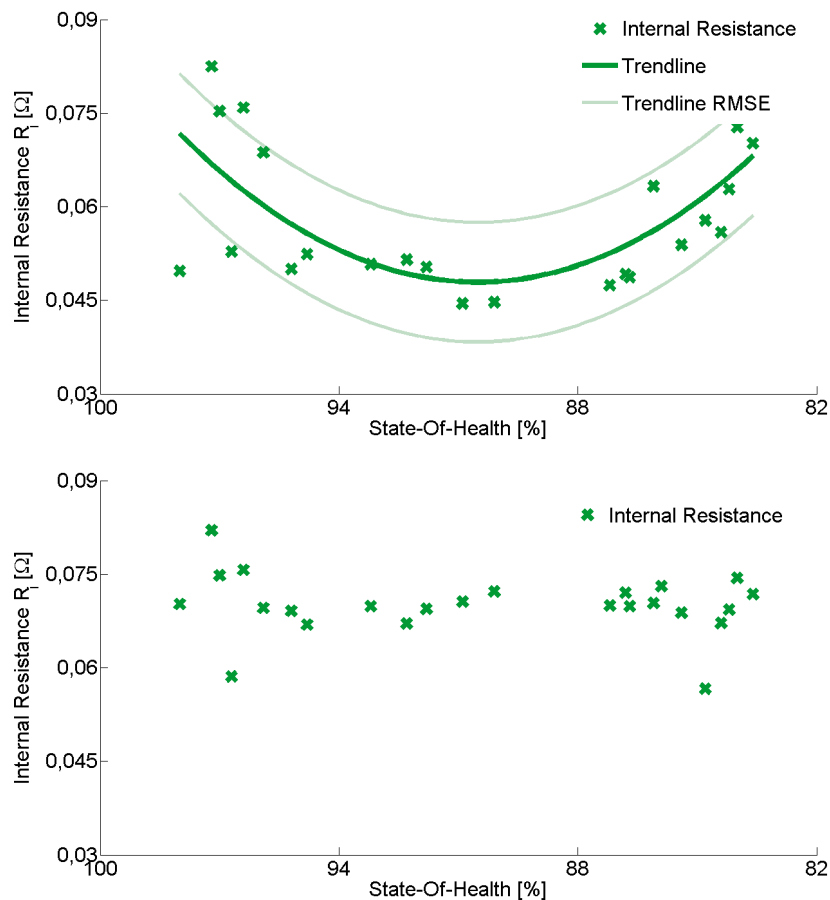 0,09
Internal Resistance
Trendline
Trendline RMSE
0,075
0,06
0,045
0,03
Internal Resistance R_i [Ω]
100 94 88 82
State-Of-Health [%]
0,09
Internal Resistance
0,075
0,06
0,045
0,03
Internal Resistance R_i [Ω]
100 94 88 82
State-Of-Health [%]